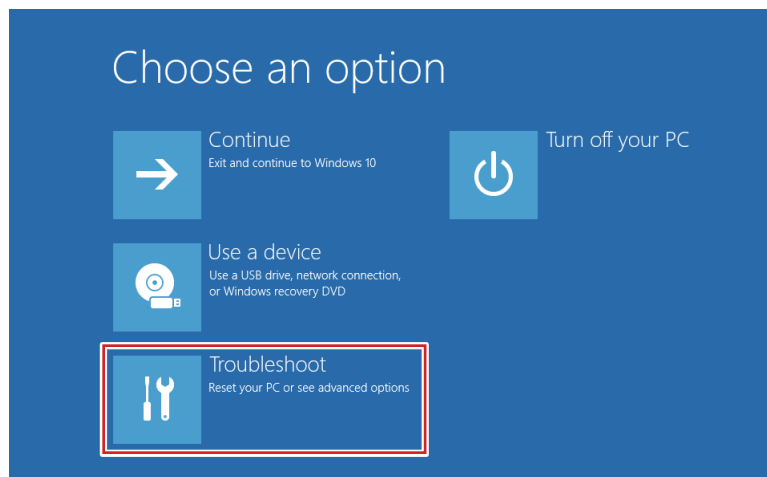 Choose an option
Continue
Exit and continue to Windows 10
Turn off your PC
Use a device
Use a USB drive, network connection,
or Windows recovery DVD
Troubleshoot
Reset your PC or see advanced options